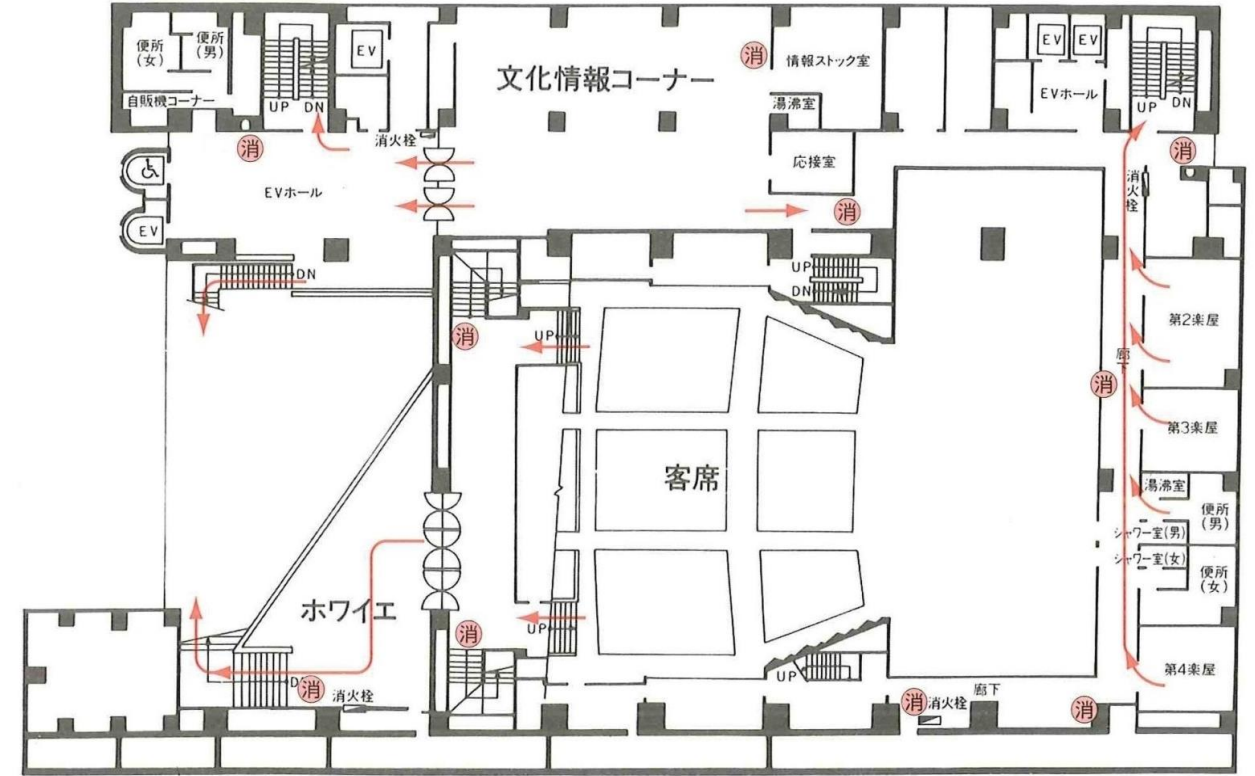 便所
(女)
便所
(男)
自販機コーナー
UP
DN
EV
消火栓
消
文化情報コーナー
消
情報ストック室
湯沸室
応接室
消
EV
EV
EVホール
UP
DN
消
消火栓
EV
EVホール
DN
UP
DN
消
UP
第2楽屋
廊下
消
第3楽屋
客席
湯沸室
便所
(男)
シャワー室(男)
シャワー室(女)
便所
(女)
ホワイエ
消
UP
第4楽屋
UP
DN
消
消火栓
消
消火栓
廊下
消